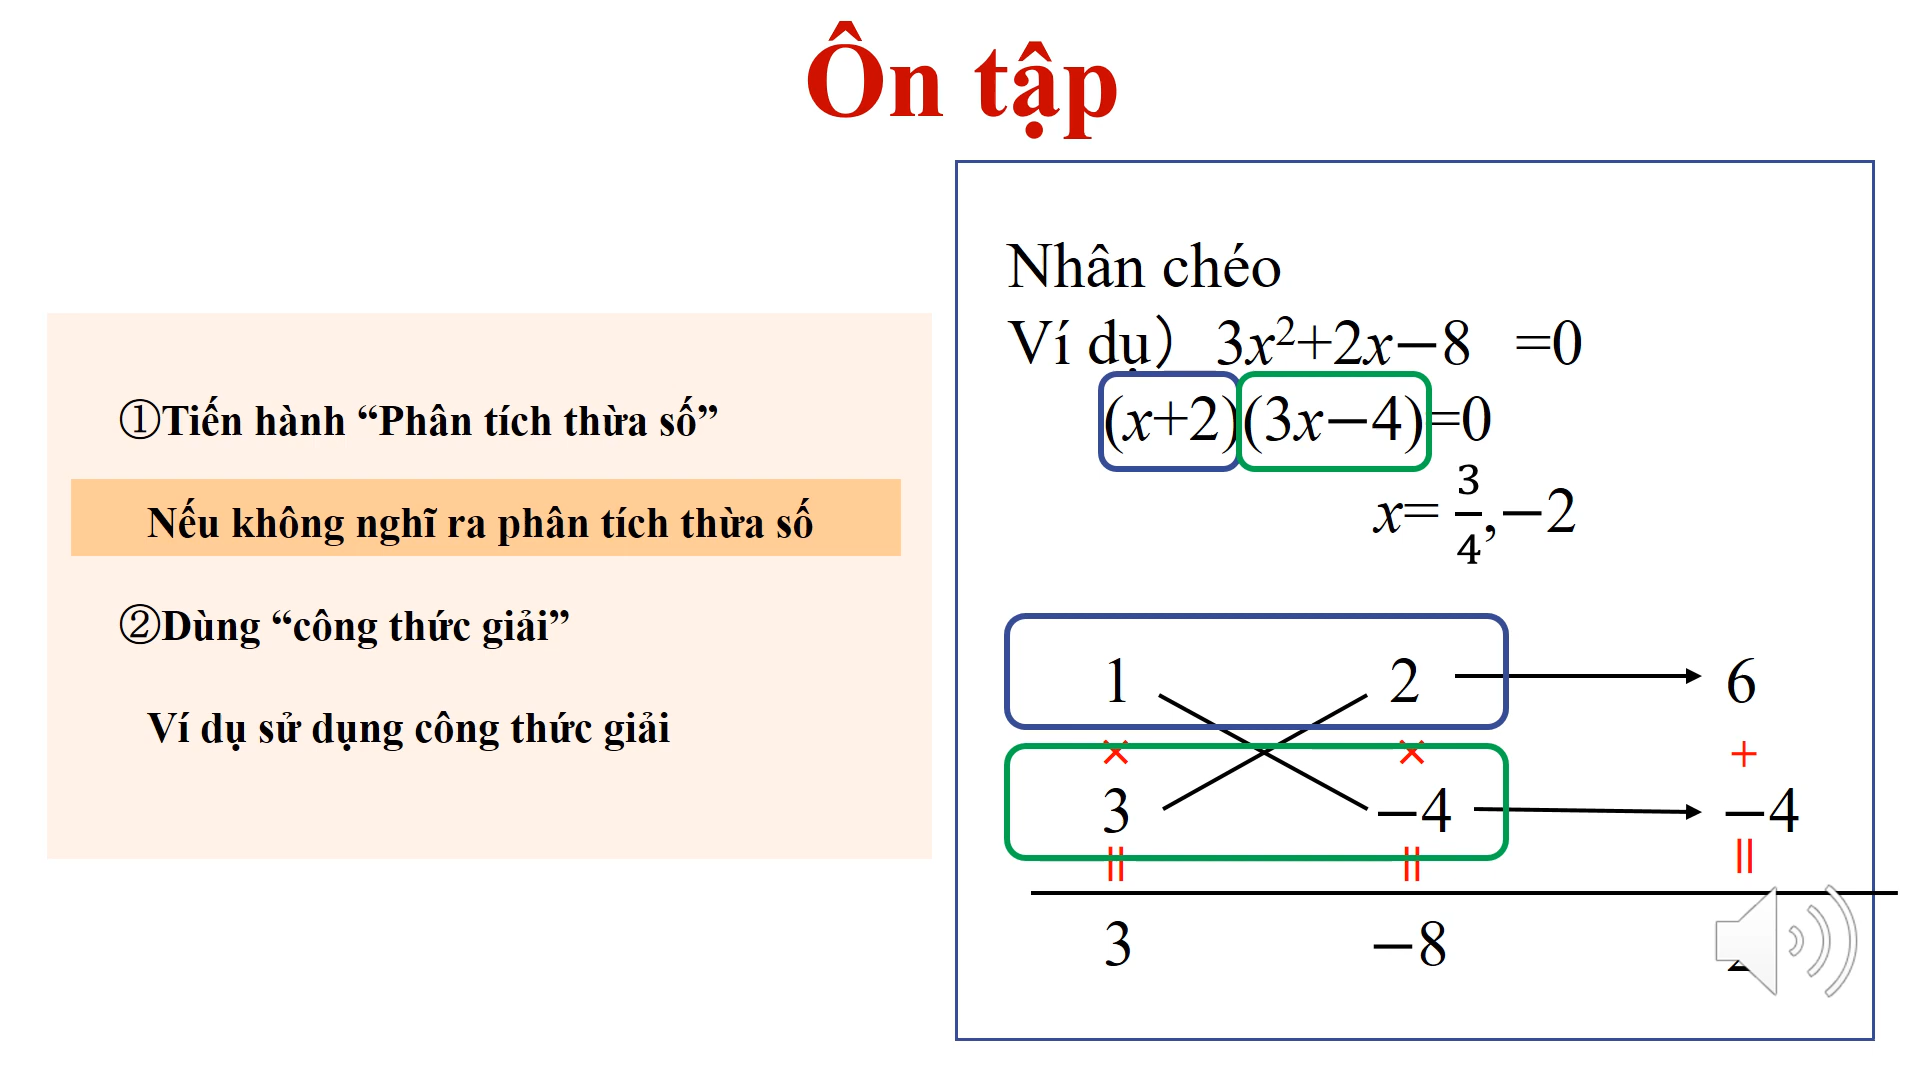 Ôn tập
①Tiến hành “Phân tích thừa số”
Nếu không nghĩ ra phân tích thừa số
②Dùng “công thức giải”
Ví dụ sử dụng công thức giải
Nhân chéo
Ví dụ） 3x²+2x−8 =0
(x+2)(3x−4)=0
x= 3/4,−2
1 2 6
× × +
3 −4 −4
= = =
3 −8